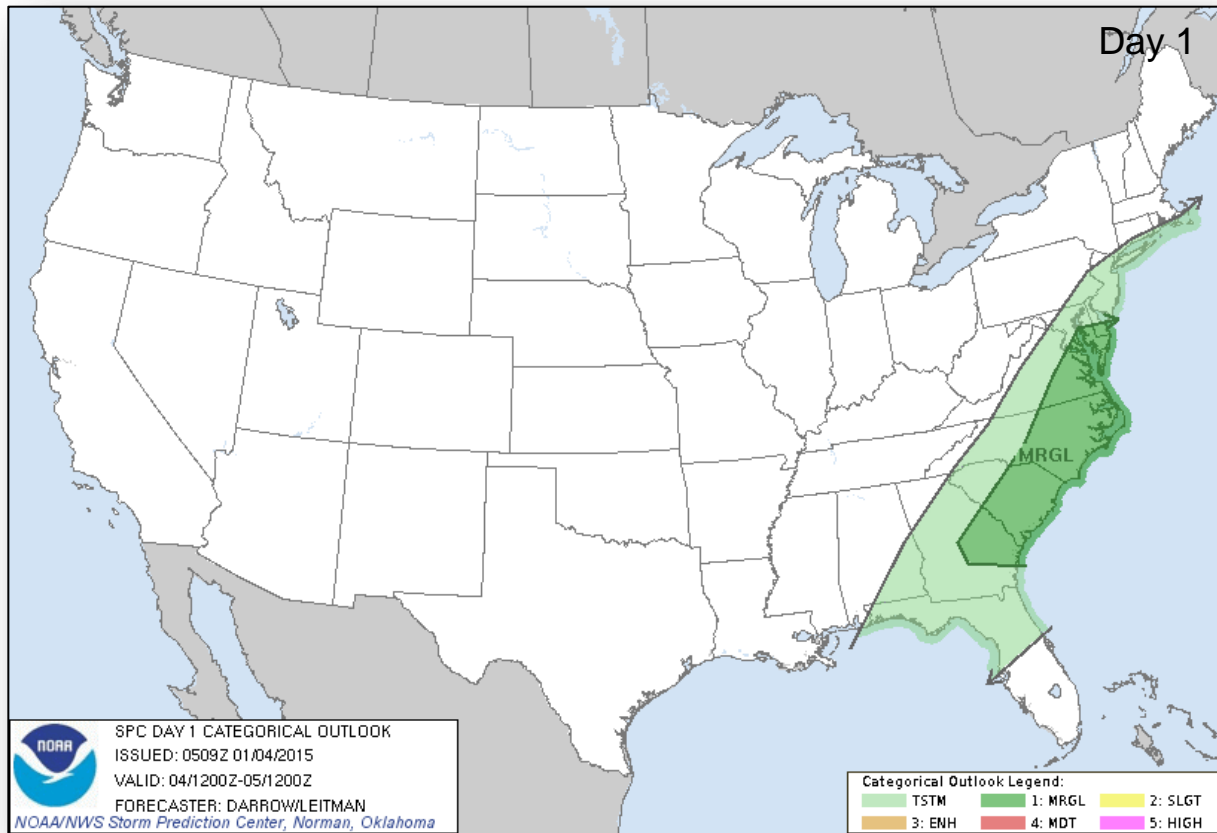 Day 1
MRGL
NOAA
SPC DAY 1 CATEGORICAL OUTLOOK
ISSUED: 0509Z 01/04/2015
VALID: 04/1200Z-05/1200Z
FORECASTER: DARROW/LEITMAN
NOAA/NWS Storm Prediction Center, Norman, Oklahoma
Categorical Outlook Legend:
TSTM 1: MRGL 2: SLGT
3: ENH 4: MDT 5: HIGH